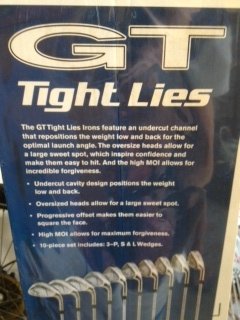 GT
Tight Lies
The GT Tight Lies Irons feature an undercut channel
that repositions the weight low and back for the
optimal launch angle. The oversize heads allow for
a large sweet spot, which inspire confidence and
make them easy to hit. And the high MOI allows for
incredible forgiveness.
• Undercut cavity design positions the weight
low and back.
• Oversized heads allow for a large sweet spot.
• Progressive offset makes them easier to
square the face.
• High MOI allows for maximum forgiveness.
• 10-piece set includes: 3-P, S & L Wedges.